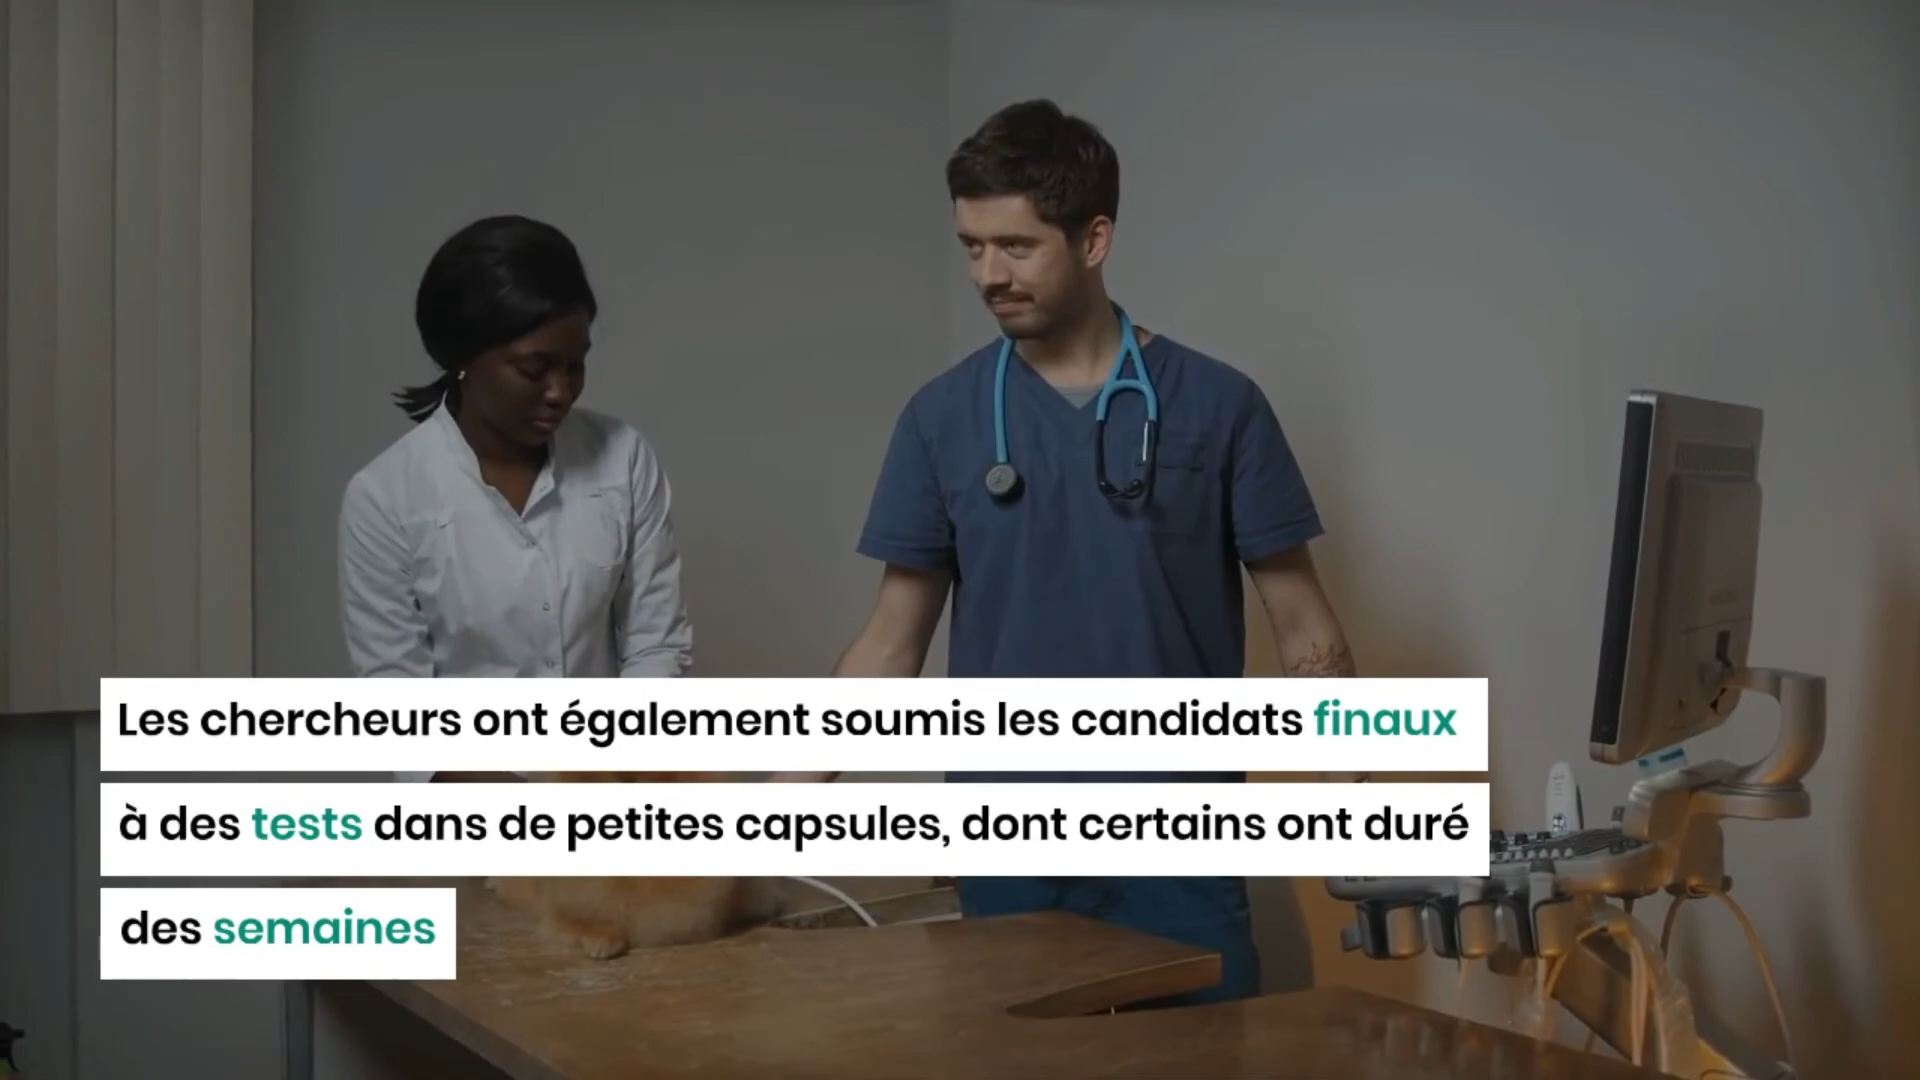 Les chercheurs ont également soumis les candidats finaux
à des tests dans de petites capsules, dont certains ont duré
des semaines